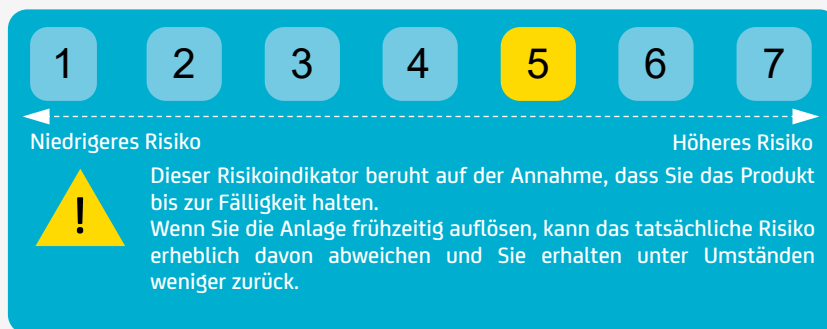 1 2 3 4 5 6 7
Niedrigeres Risiko Höheres Risiko
! Dieser Risikoindikator beruht auf der Annahme, dass Sie das Produkt
bis zur Fälligkeit halten.
Wenn Sie die Anlage frühzeitig auflösen, kann das tatsächliche Risiko
erheblich davon abweichen und Sie erhalten unter Umständen
weniger zurück.